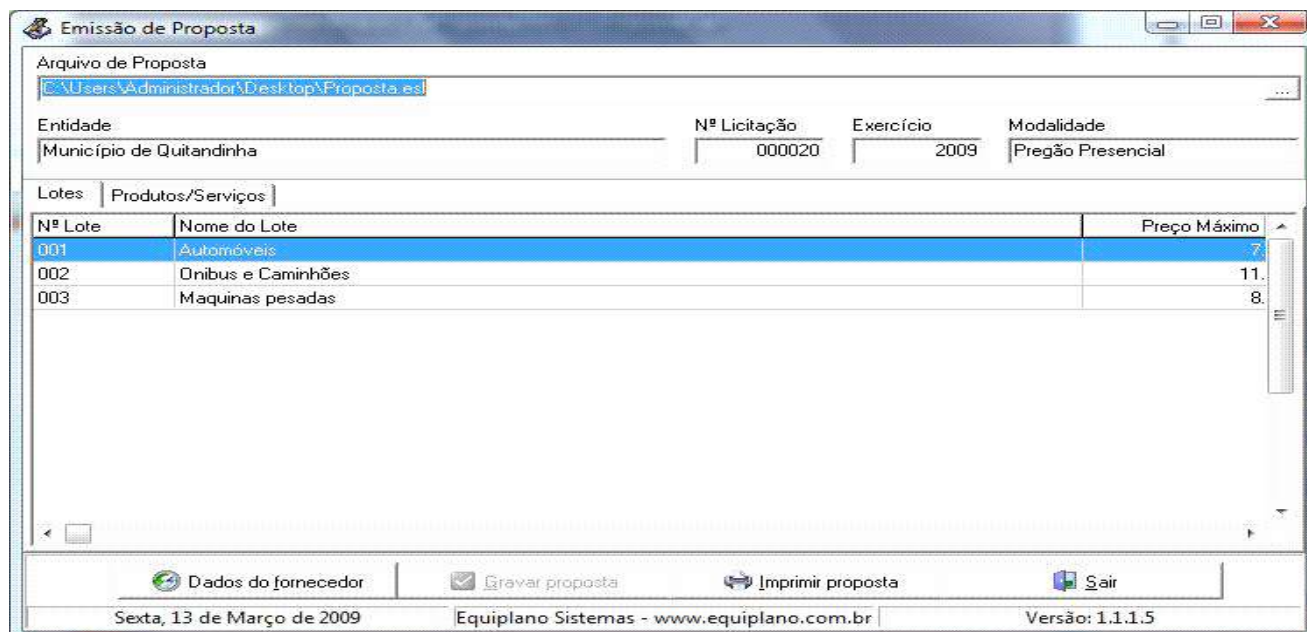 Emissão de Proposta
Arquivo de Proposta
C:\Users\Administrador\Desktop\Proposta.esl
...
Entidade Nº Licitação Exercício Modalidade
Município de Quitandinha 000020 2009 Pregão Presencial
Lotes Produtos/Serviços
Nº Lote Nome do Lote Preço Máximo
001 Automóveis 7.
002 Onibus e Caminhões 11.
003 Maquinas pesadas 8.
Dados do fornecedor Gravar proposta Imprimir proposta Sair
Sexta, 13 de Março de 2009 Equiplano Sistemas - www.equiplano.com.br Versão: 1.1.1.5